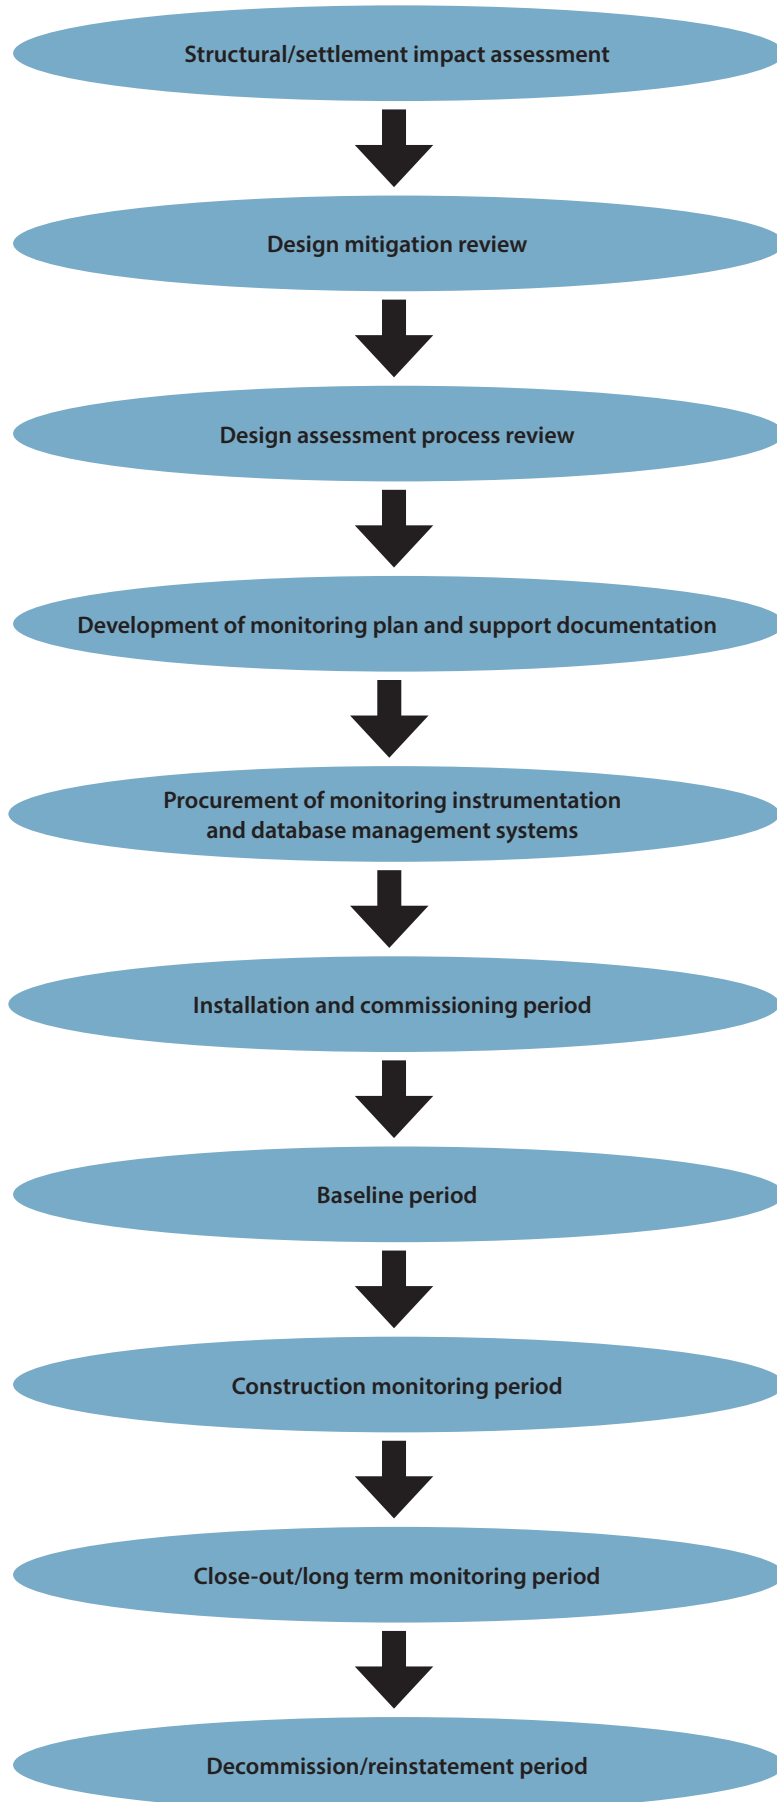 Structural/settlement impact assessment
Design mitigation review
Design assessment process review
Development of monitoring plan and support documentation
Procurement of monitoring instrumentation
and database management systems
Installation and commissioning period
Baseline period
Construction monitoring period
Close-out/long term monitoring period
Decommission/reinstatement period